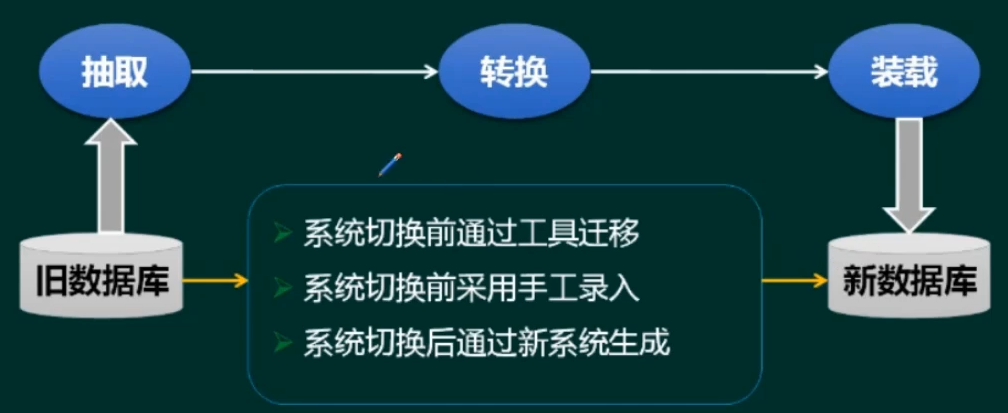 抽取
转换
装载
系统切换前通过工具迁移
系统切换前采用手工录入
系统切换后通过新系统生成
旧数据库
新数据库